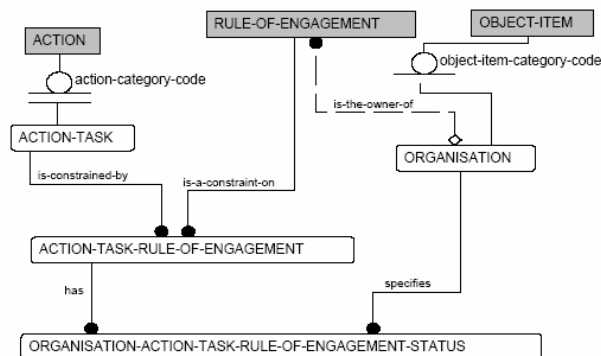 RULE-OF-ENGAGEMENT
OBJECT-ITEM
ACTION
object-item-category-code
action-category-code
is-the-owner-of
ACTION-TASK
ORGANISATION
is-constrained-by
is-a-constraint-on
ACTION-TASK-RULE-OF-ENGAGEMENT
has
specifies
ORGANISATION-ACTION-TASK-RULE-OF-ENGAGEMENT-STATUS